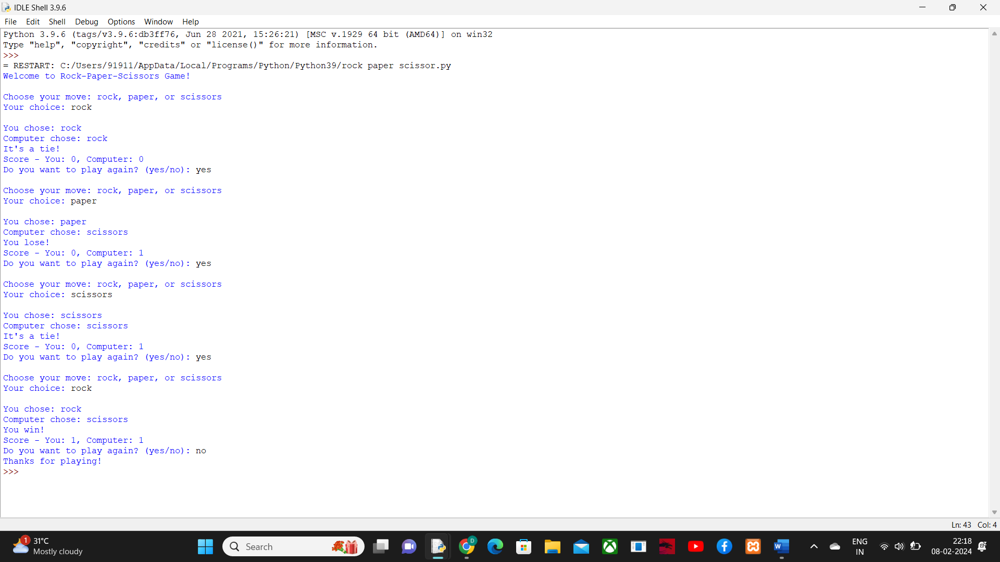 IDLE Shell 3.9.6
File Edit Shell Debug Options Window Help
Python 3.9.6 (tags/v3.9.6:db3ff76, Jun 28 2021, 15:26:21) [MSC v.1929 64 bit (AMD64)] on win32
Type "help", "copyright", "credits" or "license()" for more information.
>>>
= RESTART: C:/Users/91911/AppData/Local/Programs/Python/Python39/rock paper scissor.py
Welcome to Rock-Paper-Scissors Game!
Choose your move: rock, paper, or scissors
Your choice: rock
You chose: rock
Computer chose: rock
It's a tie!
Score - You: 0, Computer: 0
Do you want to play again? (yes/no): yes
Choose your move: rock, paper, or scissors
Your choice: paper
You chose: paper
Computer chose: scissors
You lose!
Score - You: 0, Computer: 1
Do you want to play again? (yes/no): yes
Choose your move: rock, paper, or scissors
Your choice: scissors
You chose: scissors
Computer chose: scissors
It's a tie!
Score - You: 0, Computer: 1
Do you want to play again? (yes/no): yes
Choose your move: rock, paper, or scissors
Your choice: rock
You chose: rock
Computer chose: scissors
You win!
Score - You: 1, Computer: 1
Do you want to play again? (yes/no): no
Thanks for playing!
>>>
Ln: 43 Col: 4
1
31°C
Mostly cloudy
Search
D
W
ENG
IN
22:18
08-02-2024